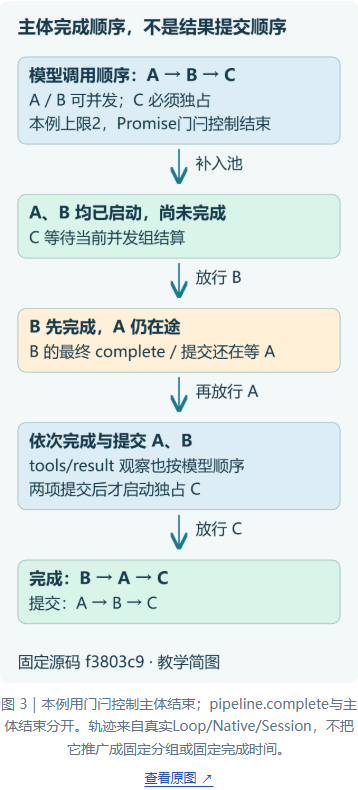 主体完成顺序，不是结果提交顺序
模型调用顺序：A → B → C
A / B 可并发；C 必须独占
本例上限2，Promise门闩控制结束
补入池
A、B 均已启动，尚未完成
C 等待当前并发组结算
放行 B
B 先完成，A 仍在途
B 的最终 complete / 提交还在等 A
再放行 A
依次完成与提交 A、B
tools/result 观察也按模型顺序
两项提交后才启动独占 C
放行 C
完成：B → A → C
提交：A → B → C
固定源码 f3803c9 · 教学简图
图 3 | 本例用门闩控制主体结束；pipeline.complete与主
体结束分开。轨迹来自真实Loop/Native/Session，不把
它推广成固定分组或固定完成时间。
查看原图 ↗